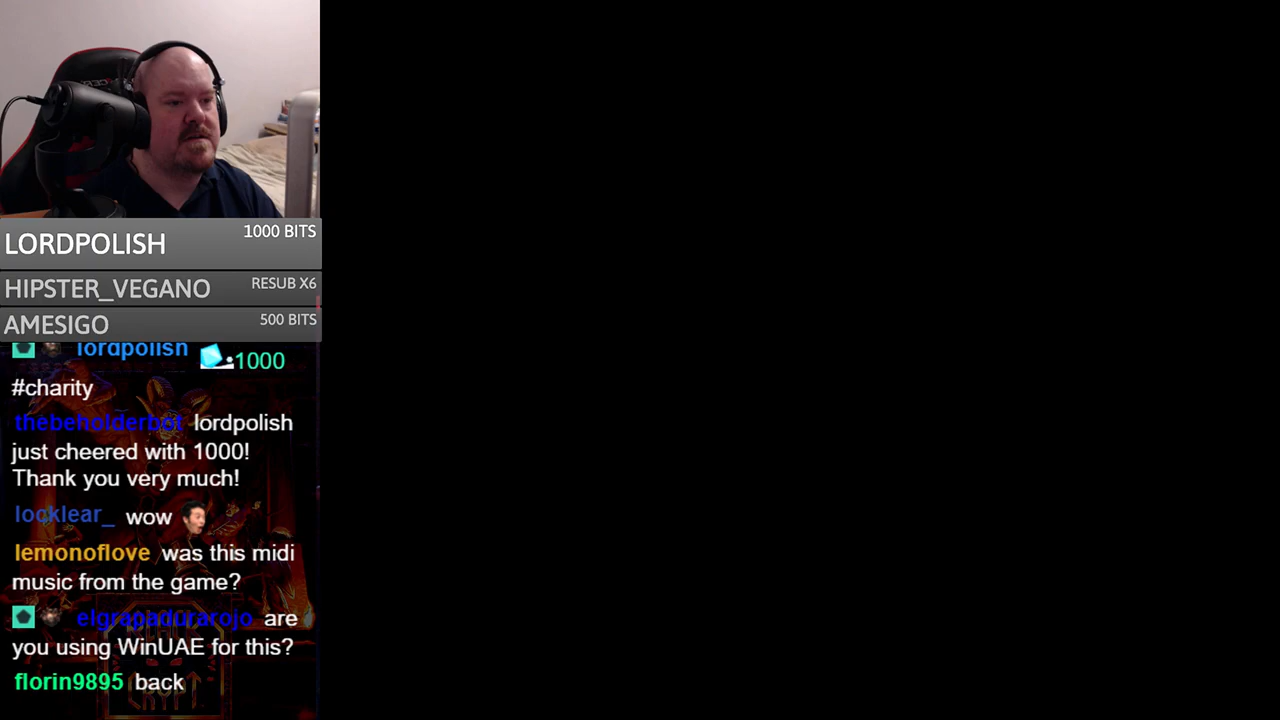 LORDPOLISH 1000 BITS
HIPSTER_VEGANO RESUB X6
AMESIGO 500 BITS
lordpolish 1000
#charity
thebeholderbot lordpolish
just cheered with 1000!
Thank you very much!
locklear_ wow
lemonoflove was this midi
music from the game?
elgrapadurarojo are
you using WinUAE for this?
florin9895 back